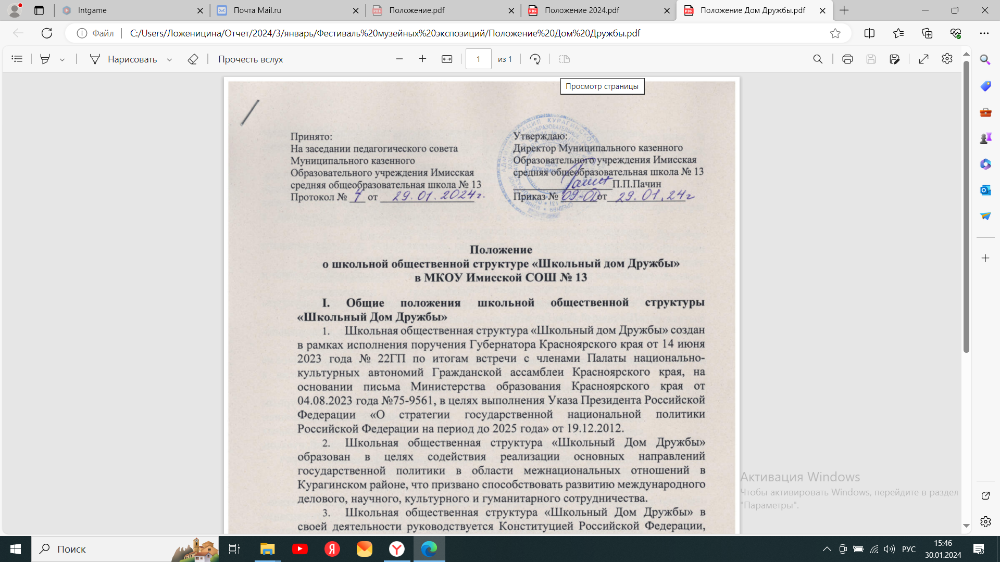 Intgame
Почта Mail.ru
Положение.pdf
Положение 2024.pdf
Положение Дом Дружбы.pdf
Файл
C:/Users/Ложеницина/Отчет/2024/3/январь/Фестиваль%20музейных%20экспозиций/Положение%20Дом%20Дружбы.pdf
Нарисовать
Прочесть вслух
1 из 1
Просмотр страницы
Принято:
На заседании педагогического совета
Муниципального казенного
Образовательного учреждения Имисская
средняя общеобразовательная школа № 13
Протокол № 4 от 29.01.2024г.
Утверждаю:
Директор Муниципального казенного
Образовательного учреждения Имисская
средняя общеобразовательная школа № 13
П.П.Пачин
Приказ № 09-01 от 29.01.24г
Положение
о школьной общественной структуре «Школьный дом Дружбы»
в МКОУ Имисской СОШ № 13
I. Общие положения школьной общественной структуры
«Школьный Дом Дружбы»
1. Школьная общественная структура «Школьный дом Дружбы» создан
в рамках исполнения поручения Губернатора Красноярского края от 14 июня
2023 года № 22ГП по итогам встречи с членами Палаты национально-
культурных автономий Гражданской ассамблеи Красноярского края, на
основании письма Министерства образования Красноярского края от
04.08.2023 года №75-9561, в целях выполнения Указа Президента Российской
Федерации «О стратегии государственной национальной политики
Российской Федерации на период до 2025 года» от 19.12.2012.
2. Школьная общественная структура «Школьный Дом Дружбы»
образован в целях содействия реализации основных направлений
государственной политики в области межнациональных отношений в
Курагинском районе, что призвано способствовать развитию международного
делового, научного, культурного и гуманитарного сотрудничества.
3. Школьная общественная структура «Школьный Дом Дружбы» в
своей деятельности руководствуется Конституцией Российской Федерации,
Активация Windows
Чтобы активировать Windows, перейдите в раздел
"Параметры".
Поиск
РУС
15:46
30.01.2024